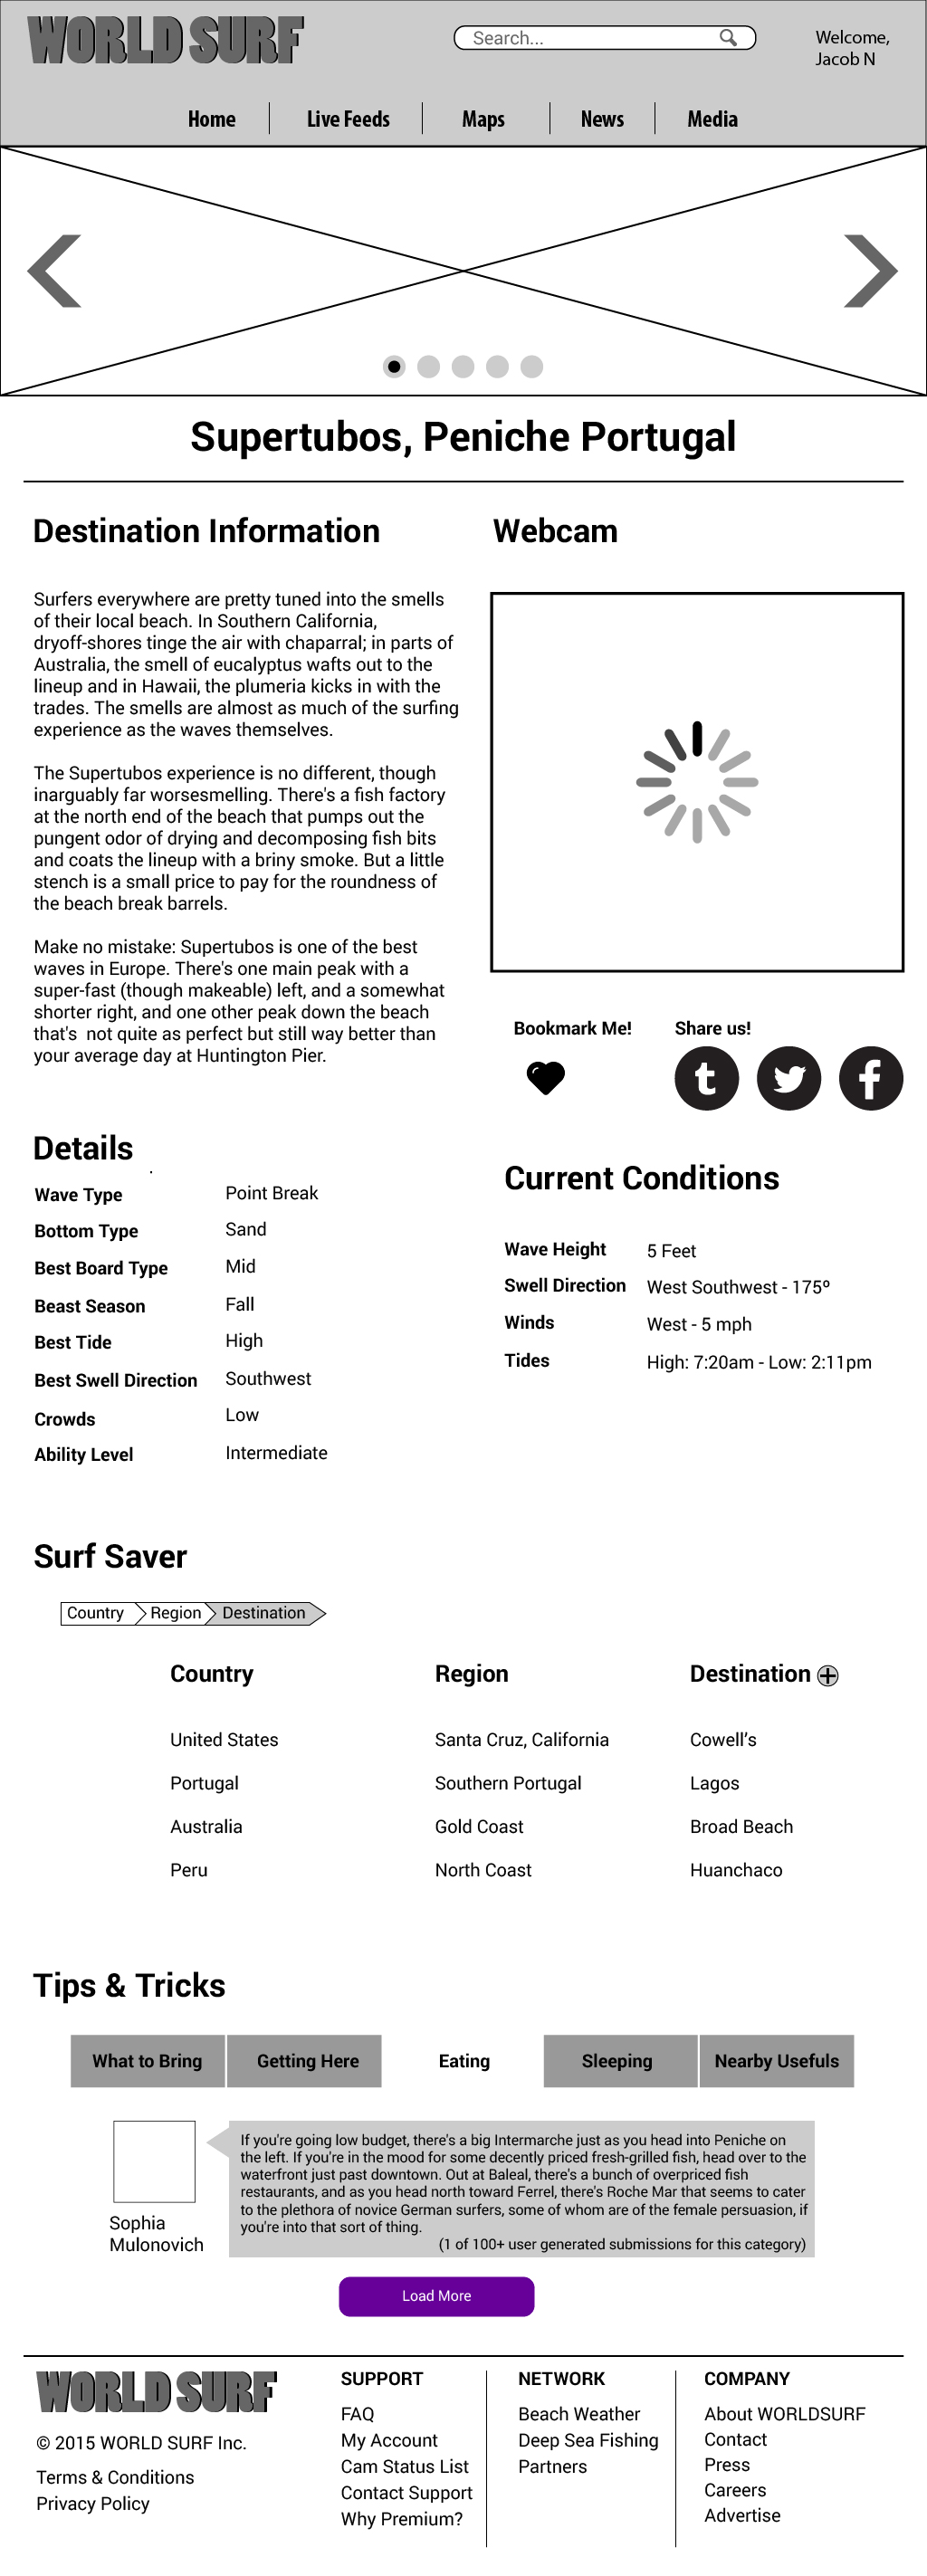 WORLD SURF
Search...
Welcome,
Jacob N
Home
Live Feeds
Maps
News
Media
Supertubos, Peniche Portugal
Destination Information
Surfers everywhere are pretty tuned into the smells
of their local beach. In Southern California,
dryoff-shores tinge the air with chaparral; in parts of
Australia, the smell of eucalyptus wafts out to the
lineup and in Hawaii, the plumeria kicks in with the
trades. The smells are almost as much of the surfing
experience as the waves themselves.
The Supertubos experience is no different, though
inarguably far worsesmelling. There's a fish factory
at the north end of the beach that pumps out the
pungent odor of drying and decomposing fish bits
and coats the lineup with a briny smoke. But a little
stench is a small price to pay for the roundness of
the beach break barrels.
Make no mistake: Supertubos is one of the best
waves in Europe. There's one main peak with a
super-fast (though makeable) left, and a somewhat
shorter right, and one other peak down the beach
that's  not quite as perfect but still way better than
your average day at Huntington Pier.
Webcam
Bookmark Me!
Share us!
t
f
Details
Wave Type Point Break
Bottom Type Sand
Best Board Type Mid
Beast Season Fall
Best Tide High
Best Swell Direction Southwest
Crowds Low
Ability Level Intermediate
Current Conditions
Wave Height 5 Feet
Swell Direction West Southwest - 175º
Winds West - 5 mph
Tides High: 7:20am - Low: 2:11pm
Surf Saver
Country Region Destination
Country Region Destination
United States Santa Cruz, California Cowell’s
Portugal Southern Portugal Lagos
Australia Gold Coast Broad Beach
Peru North Coast Huanchaco
Tips & Tricks
What to Bring
Getting Here
Eating
Sleeping
Nearby Usefuls
Sophia
Mulonovich
If you're going low budget, there's a big Intermarche just as you head into Peniche on
the left. If you're in the mood for some decently priced fresh-grilled fish, head over to the
waterfront just past downtown. Out at Baleal, there's a bunch of overpriced fish
restaurants, and as you head north toward Ferrel, there's Roche Mar that seems to cater
to the plethora of novice German surfers, some of whom are of the female persuasion, if
you're into that sort of thing.
(1 of 100+ user generated submissions for this category)
Load More
WORLD SURF
© 2015 WORLD SURF Inc.
Terms & Conditions
Privacy Policy
SUPPORT
FAQ
My Account
Cam Status List
Contact Support
Why Premium?
NETWORK
Beach Weather
Deep Sea Fishing
Partners
COMPANY
About WORLDSURF
Contact
Press
Careers
Advertise